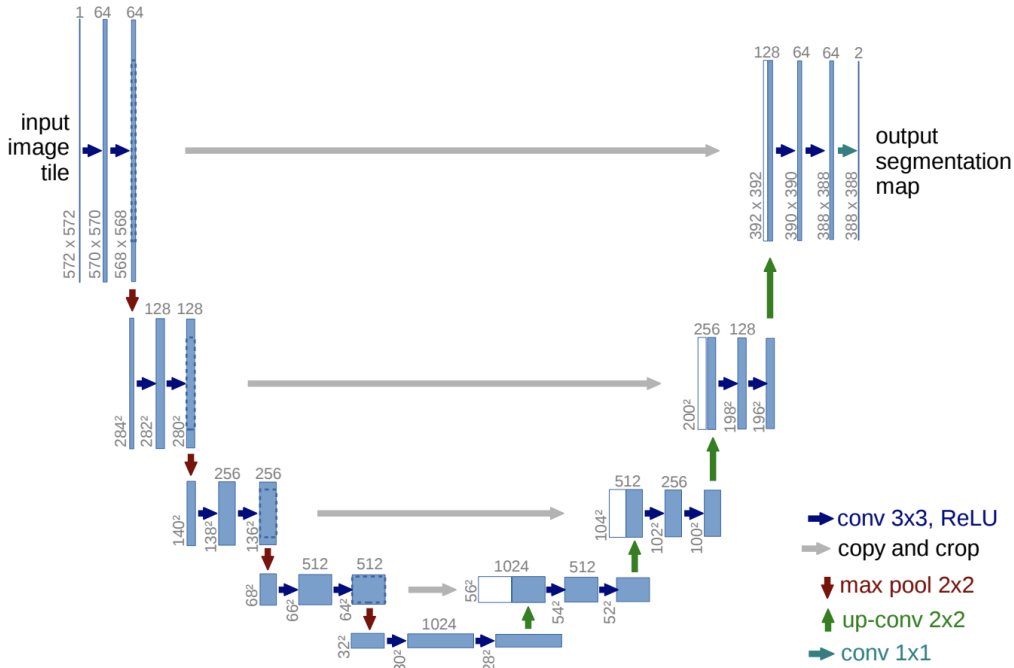 1 64 64
128 64 64 2
input
image
tile
output
segmentation
map
572 x 572
570 x 570
568 x 568
392 x 392
390 x 390
388 x 388
388 x 388
128 128
256 128
284²
282²
280²
200²
198²
196²
256 256
512 256
140²
138²
136²
104²
102²
100²
512 512
1024 512
68²
66²
64²
56²
54²
52²
1024
32²
conv 3x3, ReLU
copy and crop
max pool 2x2
up-conv 2x2
conv 1x1